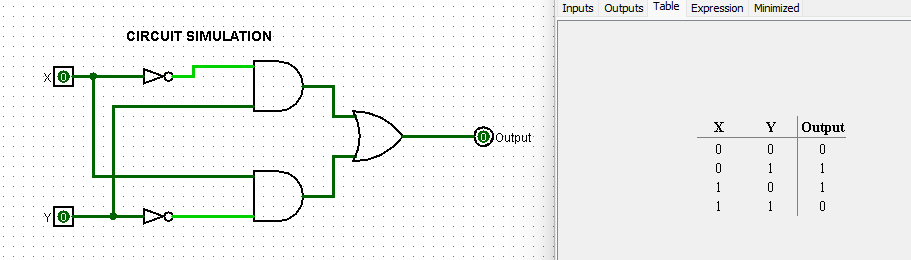 Inputs Outputs Table Expression Minimized
CIRCUIT SIMULATION
X 0
Y 0
0 Output
X Y Output
0 0 0
0 1 1
1 0 1
1 1 0